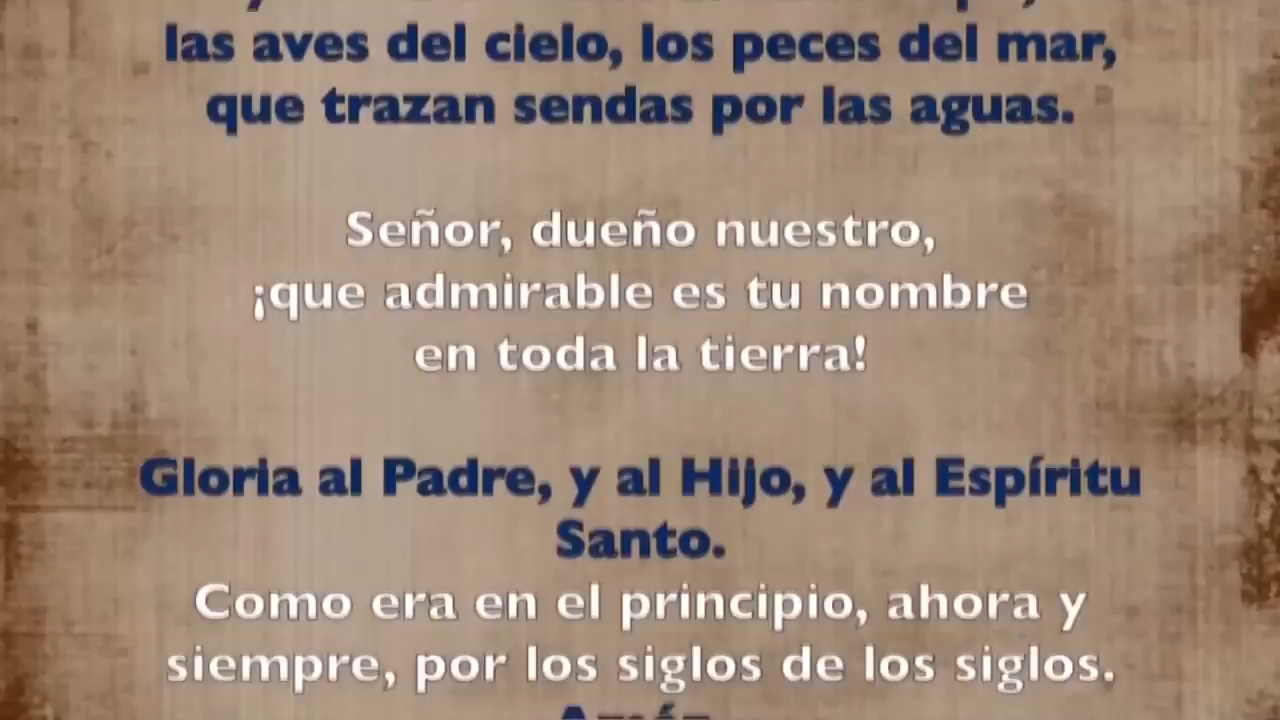 las aves del cielo, los peces del mar,
que trazan sendas por las aguas.
Señor, dueño nuestro,
¡que admirable es tu nombre
en toda la tierra!
Gloria al Padre, y al Hijo, y al Espíritu
Santo.
Como era en el principio, ahora y
siempre, por los siglos de los siglos.